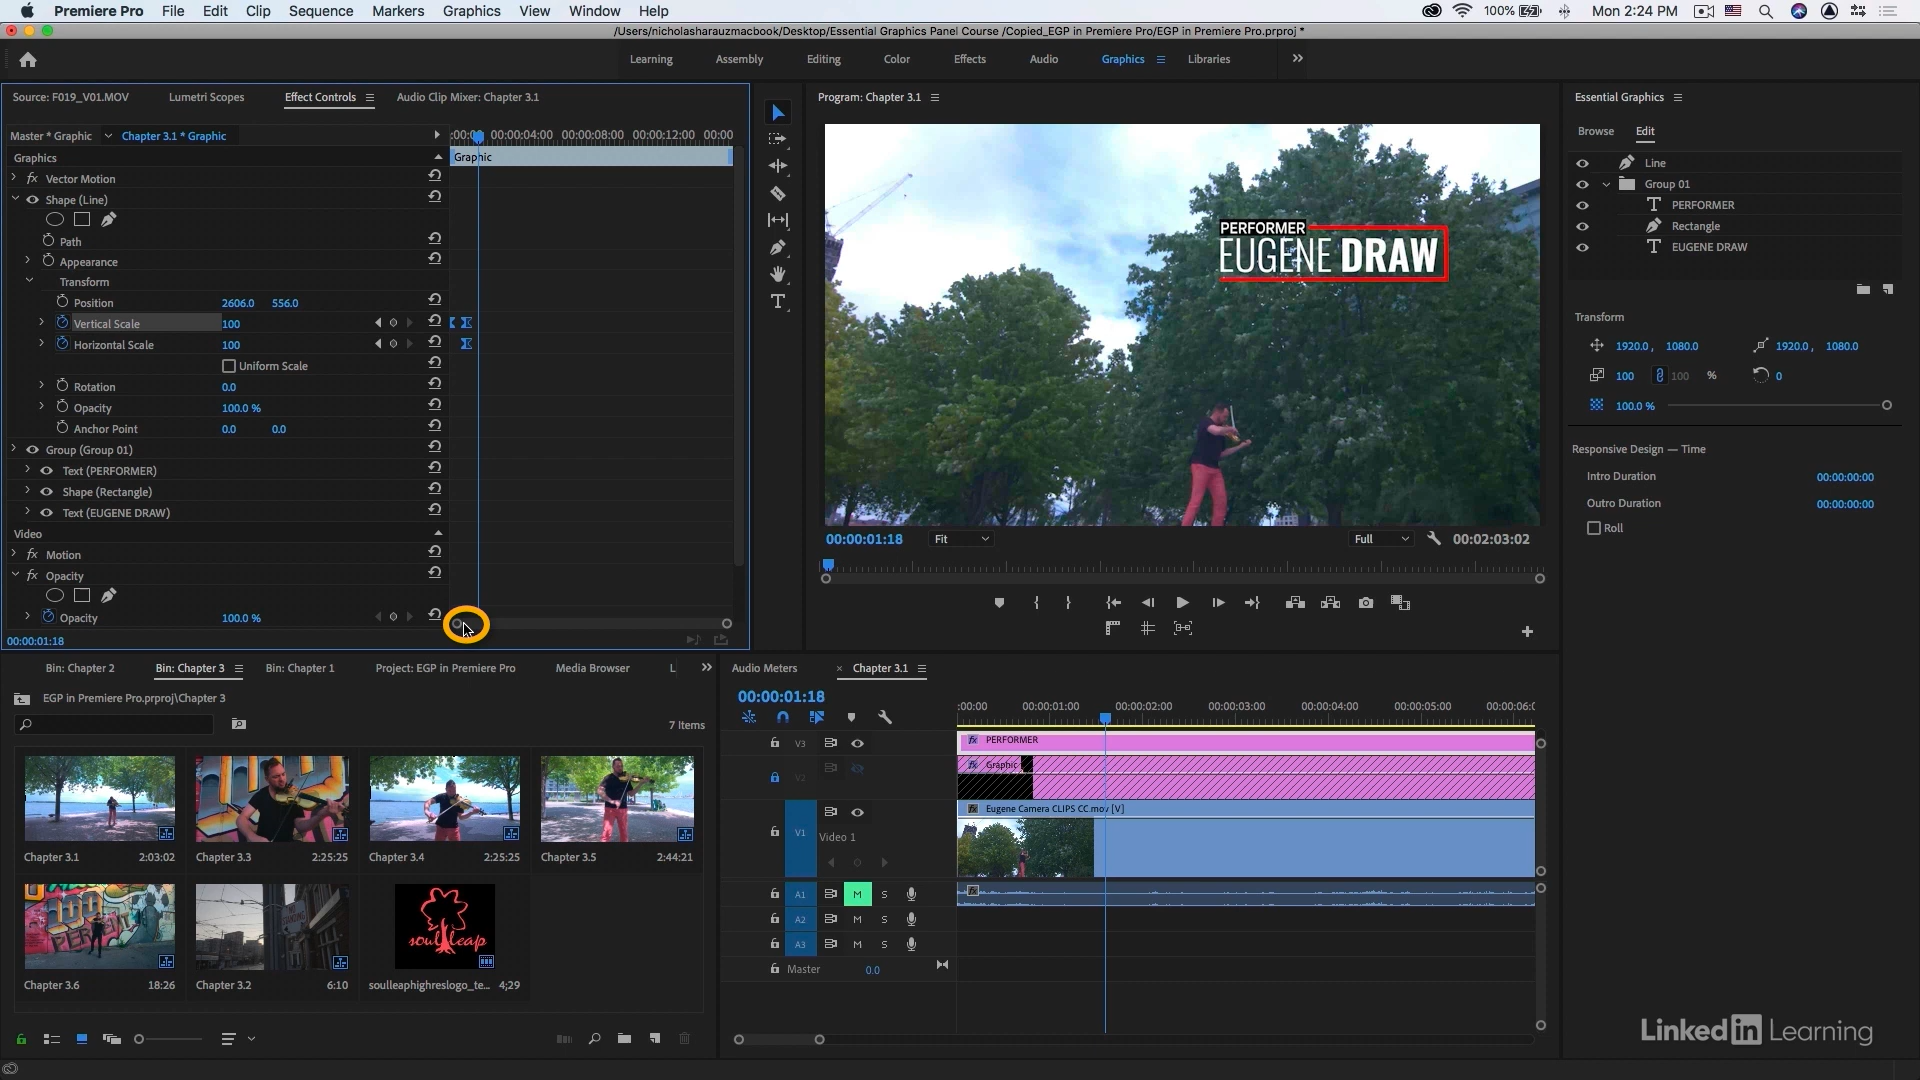 Premiere Pro File Edit Clip Sequence Markers Graphics View Window Help 100% Mon 2:24 PM
/Users/nicholasharauzmacbook/Desktop/Essential Graphics Panel Course /Copied_EGP in Premiere Pro/EGP in Premiere Pro.prproj *
Learning Assembly Editing Color Effects Audio Graphics Libraries
Source: F019_V01.MOV Lumetri Scopes Effect Controls Audio Clip Mixer: Chapter 3.1
Master * Graphic Chapter 3.1 * Graphic
:00:00 00:00:04:00 00:00:08:00 00:00:12:00 00:00
Graphics
Graphic
fx Vector Motion
Shape (Line)
Path
Appearance
Transform
Position 2606.0 556.0
Vertical Scale 100
Horizontal Scale 100
Uniform Scale
Rotation 0.0
Opacity 100.0 %
Anchor Point 0.0 0.0
Group (Group 01)
Text (PERFORMER)
Shape (Rectangle)
Text (EUGENE DRAW)
Video
fx Motion
fx Opacity
Opacity 100.0 %
00:00:01:18
Program: Chapter 3.1
PERFORMER
EUGENE DRAW
00:00:01:18 Fit Full 00:02:03:02
Essential Graphics
Browse Edit
Line
Group 01
PERFORMER
Rectangle
EUGENE DRAW
Transform
1920.0 , 1080.0 1920.0 , 1080.0
100 100 % 0
100.0 %
Responsive Design — Time
Intro Duration 00:00:00:00
Outro Duration 00:00:00:00
Roll
Bin: Chapter 2 Bin: Chapter 3 Bin: Chapter 1 Project: EGP in Premiere Pro Media Browser L
EGP in Premiere Pro.prproj\Chapter 3
7 Items
Chapter 3.1 2:03:02
Chapter 3.3 2:25:25
Chapter 3.4 2:25:25
Chapter 3.5 2:44:21
soulleap
Chapter 3.6 18:26
Chapter 3.2 6:10
soulleaphighreslogo_te... 4;29
Audio Meters × Chapter 3.1
00:00:01:18
:00:00 00:00:01:00 00:00:02:00 00:00:03:00 00:00:04:00 00:00:05:00 00:00:06:0
V3 fx PERFORMER
V2 fx Graphic
fx Eugene Camera CLIPS CC.mov [V]
V1 Video 1
A1 M S
A2 M S
A3 M S
Master 0.0
Linked in Learning